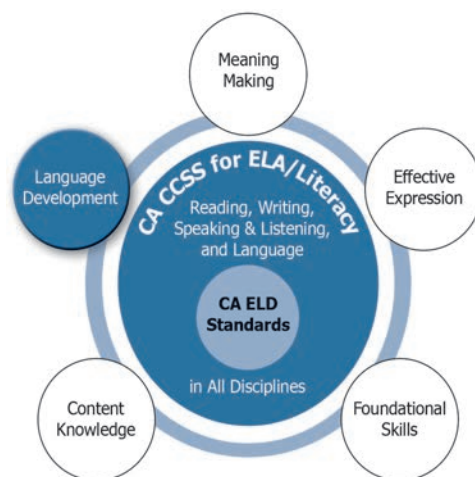 Meaning
Making
Language
Development
Effective
Expression
CA CCSS for ELA/Literacy
Reading, Writing,
Speaking & Listening,
and Language
CA ELD
Standards
in All Disciplines
Content
Knowledge
Foundational
Skills